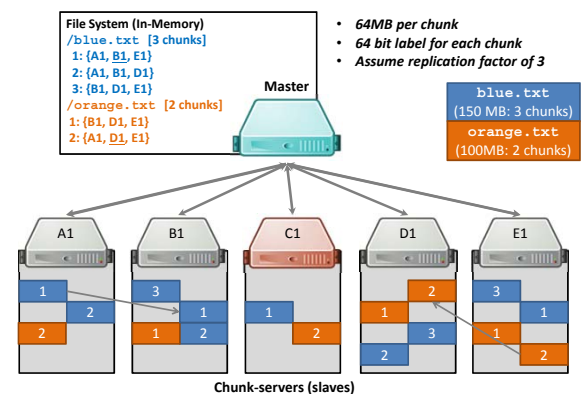 File System (In-Memory)
/blue.txt [3 chunks]
1: {A1, B1, E1}
2: {A1, B1, D1}
3: {B1, D1, E1}
/orange.txt [2 chunks]
1: {B1, D1, E1}
2: {A1, D1, E1}
Master
• 64MB per chunk
• 64 bit label for each chunk
• Assume replication factor of 3
blue.txt
(150 MB: 3 chunks)
orange.txt
(100MB: 2 chunks)
A1
B1
C1
D1
E1
1
2
2
3
1
1
2
1
2
2
1
3
2
3
1
1
2
Chunk-servers (slaves)